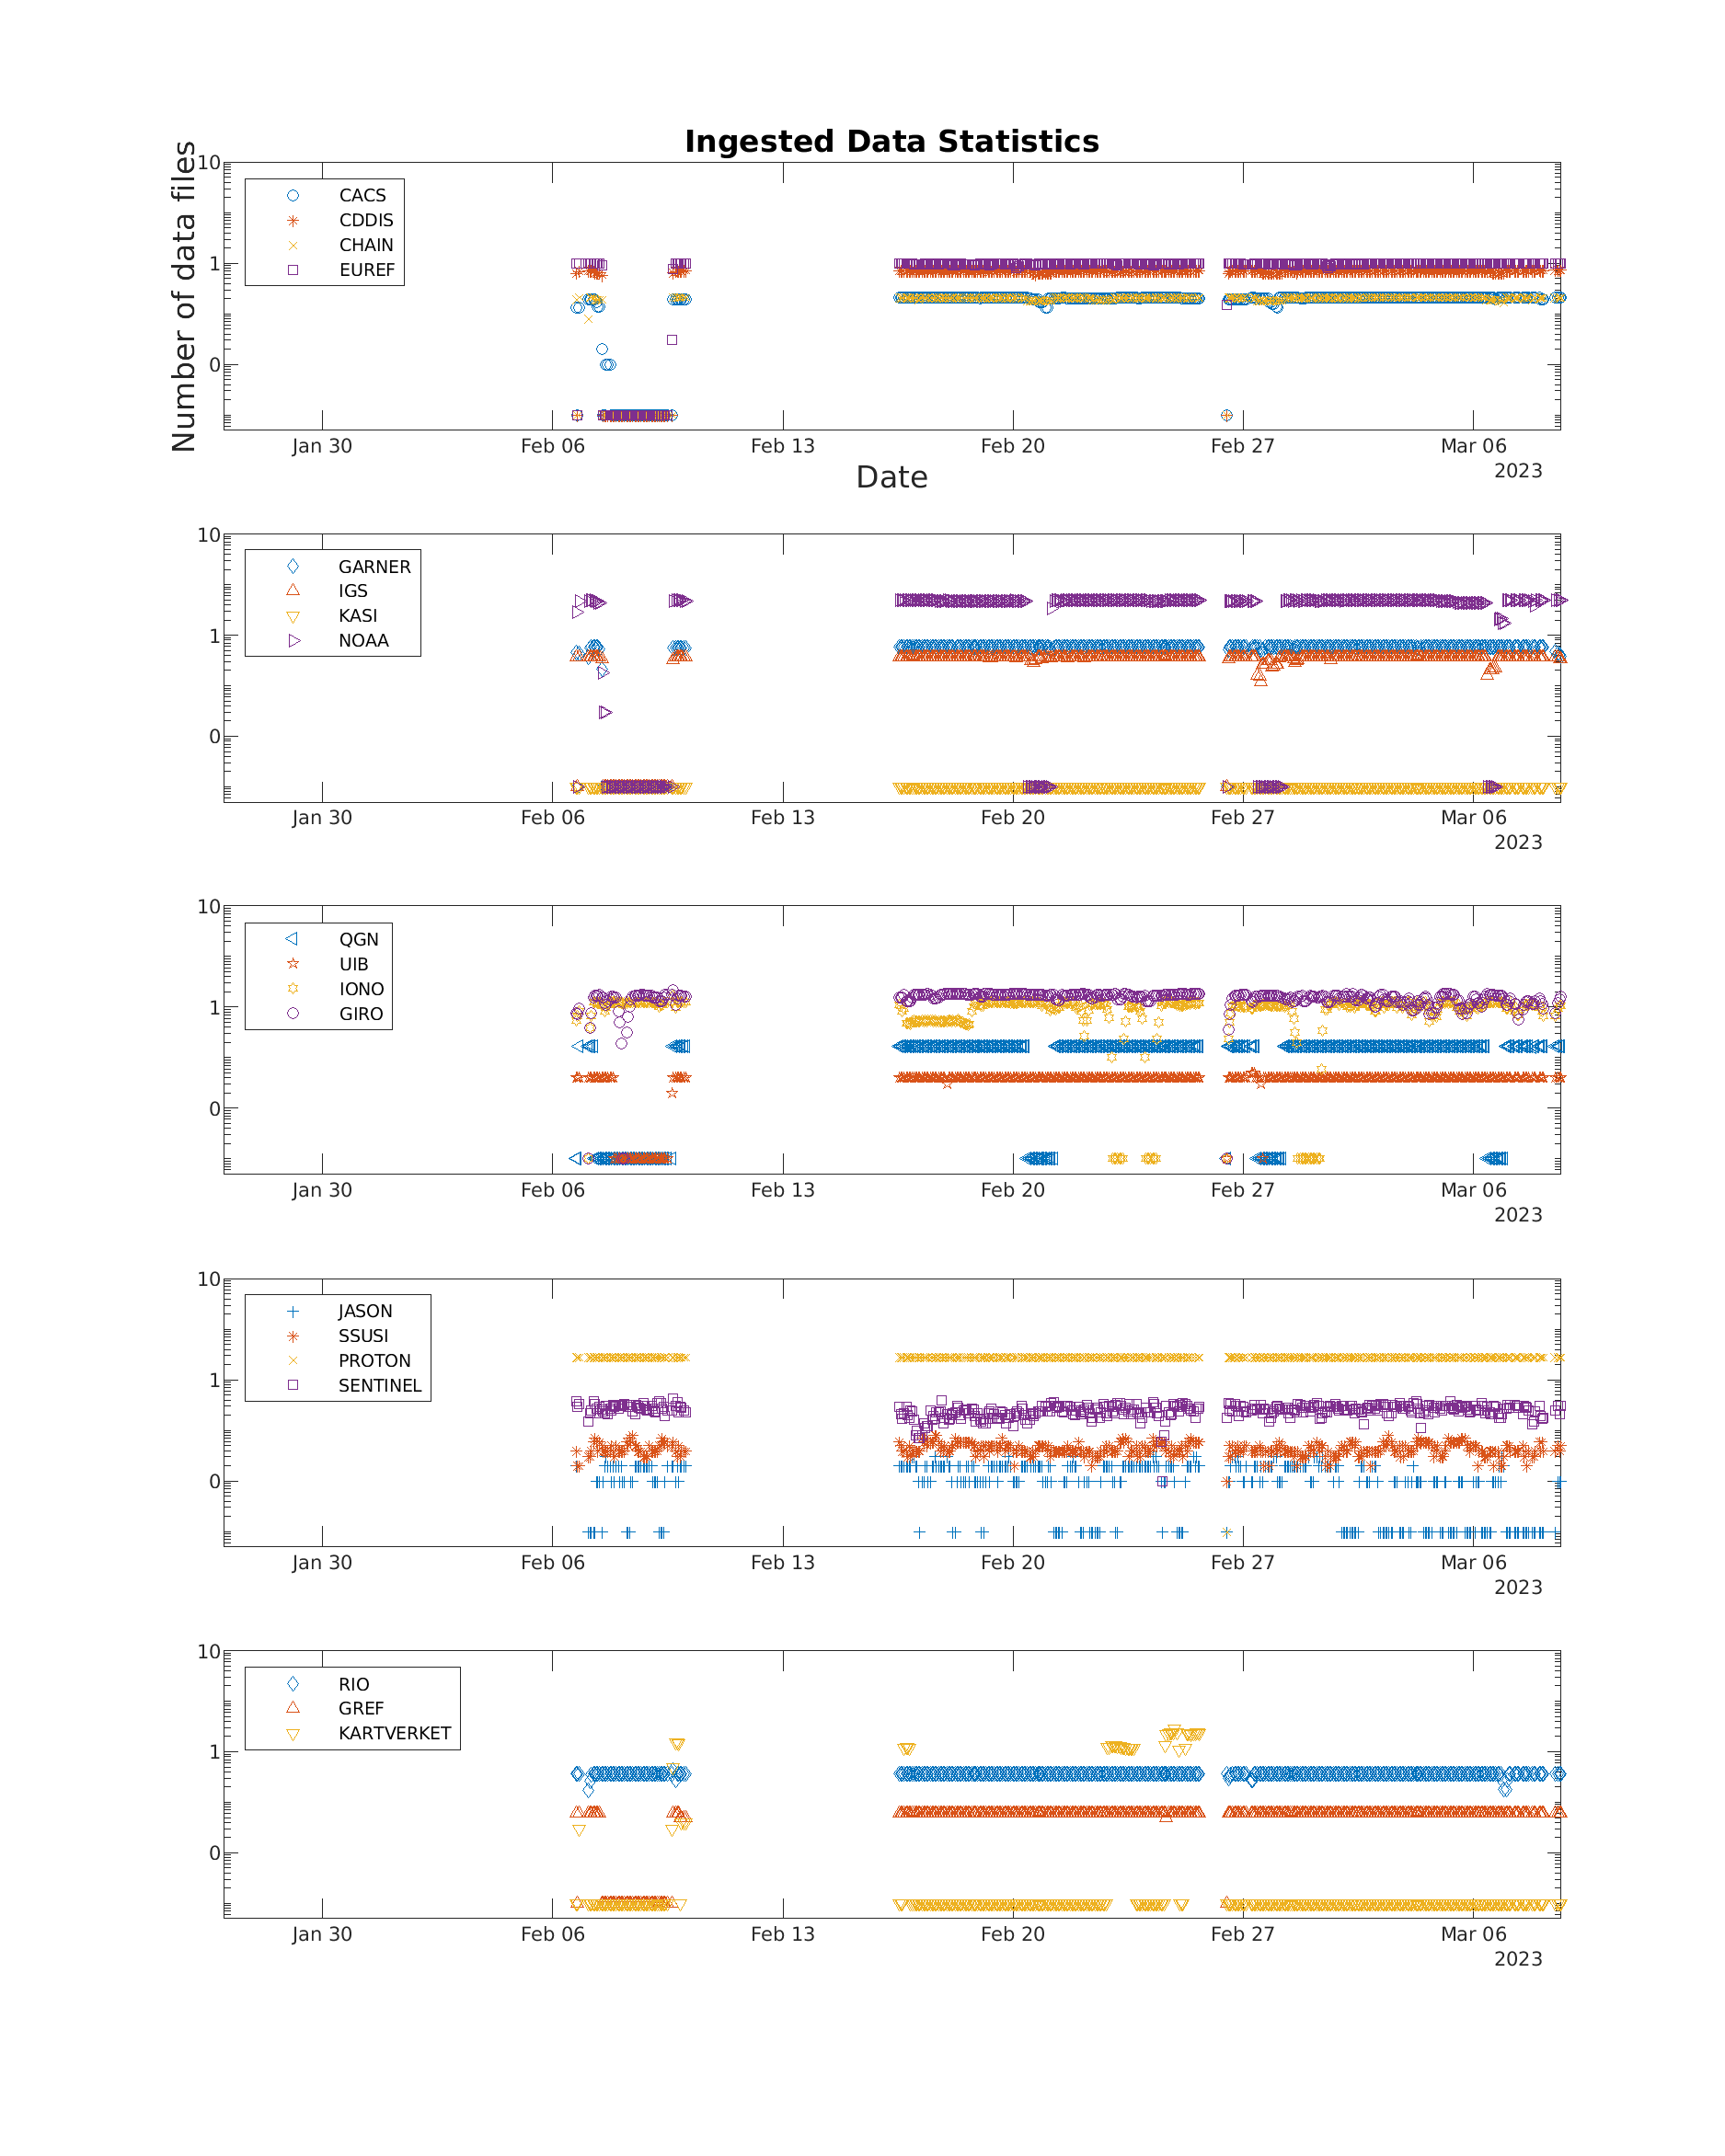 Ingested Data Statistics
Number of data files
10
1
0
CACS
CDDIS
CHAIN
EUREF
Jan 30 Feb 06 Feb 13 Feb 20 Feb 27 Mar 06
2023
Date
10
1
0
GARNER
IGS
KASI
NOAA
Jan 30 Feb 06 Feb 13 Feb 20 Feb 27 Mar 06
2023
10
1
0
QGN
UIB
IONO
GIRO
Jan 30 Feb 06 Feb 13 Feb 20 Feb 27 Mar 06
2023
10
1
0
JASON
SSUSI
PROTON
SENTINEL
Jan 30 Feb 06 Feb 13 Feb 20 Feb 27 Mar 06
2023
10
1
0
RIO
GREF
KARTVERKET
Jan 30 Feb 06 Feb 13 Feb 20 Feb 27 Mar 06
2023